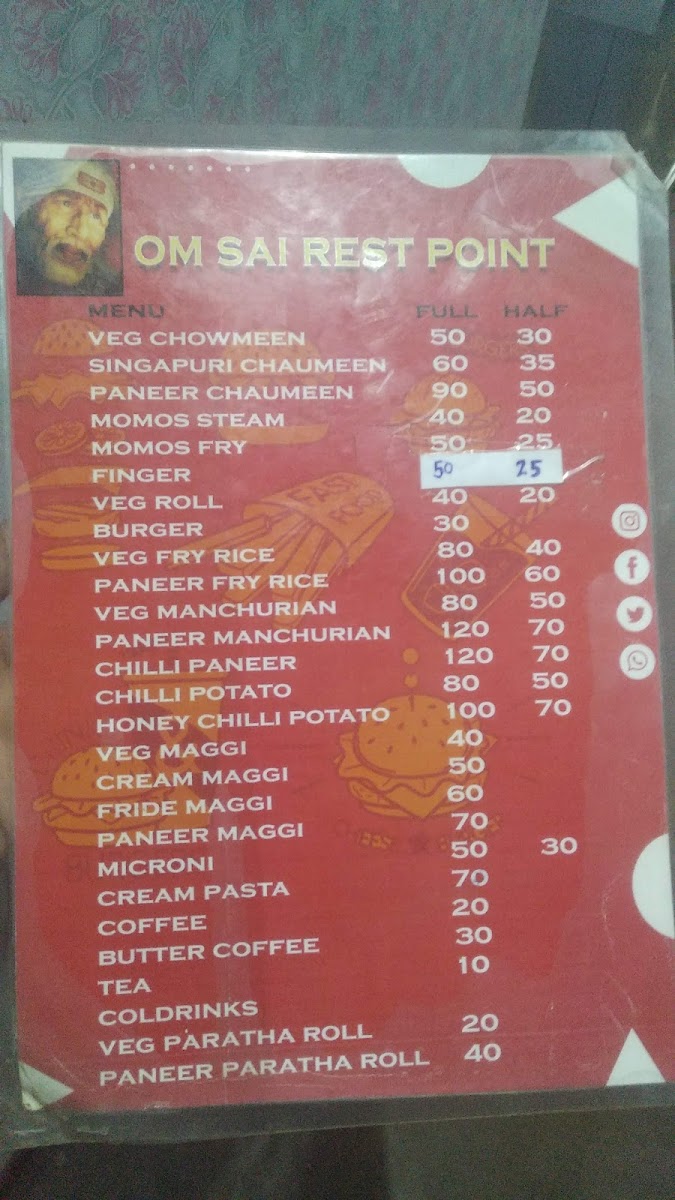 OM SAI REST POINT
MENU FULL HALF
VEG CHOWMEEN 50 30
SINGAPURI CHAUMEEN 60 35
PANEER CHAUMEEN 90 50
MOMOS STEAM 40 20
MOMOS FRY 50 25
FINGER 50 25
VEG ROLL 40 20
BURGER 30
VEG FRY RICE 80 40
PANEER FRY RICE 100 60
VEG MANCHURIAN 80 50
PANEER MANCHURIAN 120 70
CHILLI PANEER 120 70
CHILLI POTATO 80 50
HONEY CHILLI POTATO 100 70
VEG MAGGI 40
CREAM MAGGI 50
FRIDE MAGGI 60
PANEER MAGGI 70
MICRONI 50 30
CREAM PASTA 70
COFFEE 20
BUTTER COFFEE 30
TEA 10
COLDRINKS
VEG PARATHA ROLL 20
PANEER PARATHA ROLL 40